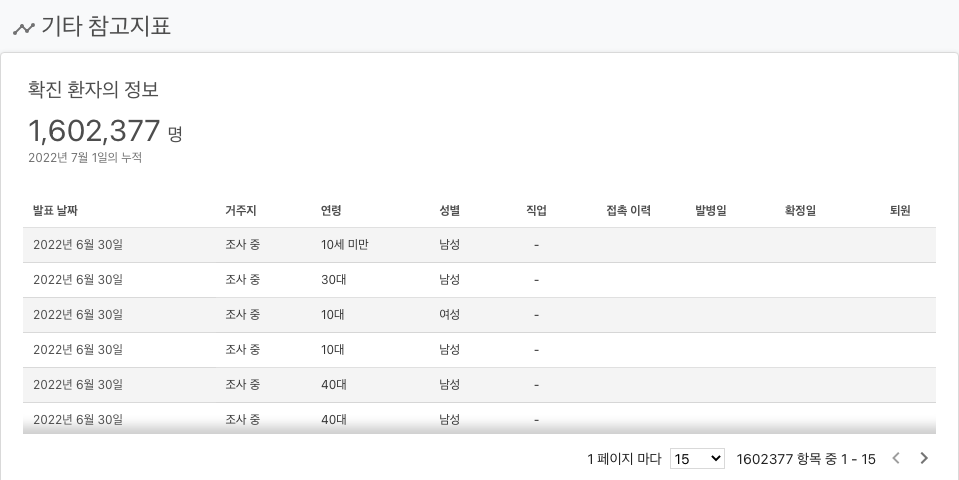 기타 참고지표
확진 환자의 정보
1,602,377 명
2022년 7월 1일의 누적
발표 날짜 거주지 연령 성별 직업 접촉 이력 발병일 확정일 퇴원
2022년 6월 30일 조사 중 10세 미만 남성 -
2022년 6월 30일 조사 중 30대 남성 -
2022년 6월 30일 조사 중 10대 여성 -
2022년 6월 30일 조사 중 10대 남성 -
2022년 6월 30일 조사 중 40대 남성 -
2022년 6월 30일 조사 중 40대 남성 -
1 페이지 마다 15 1602377 항목 중 1 - 15